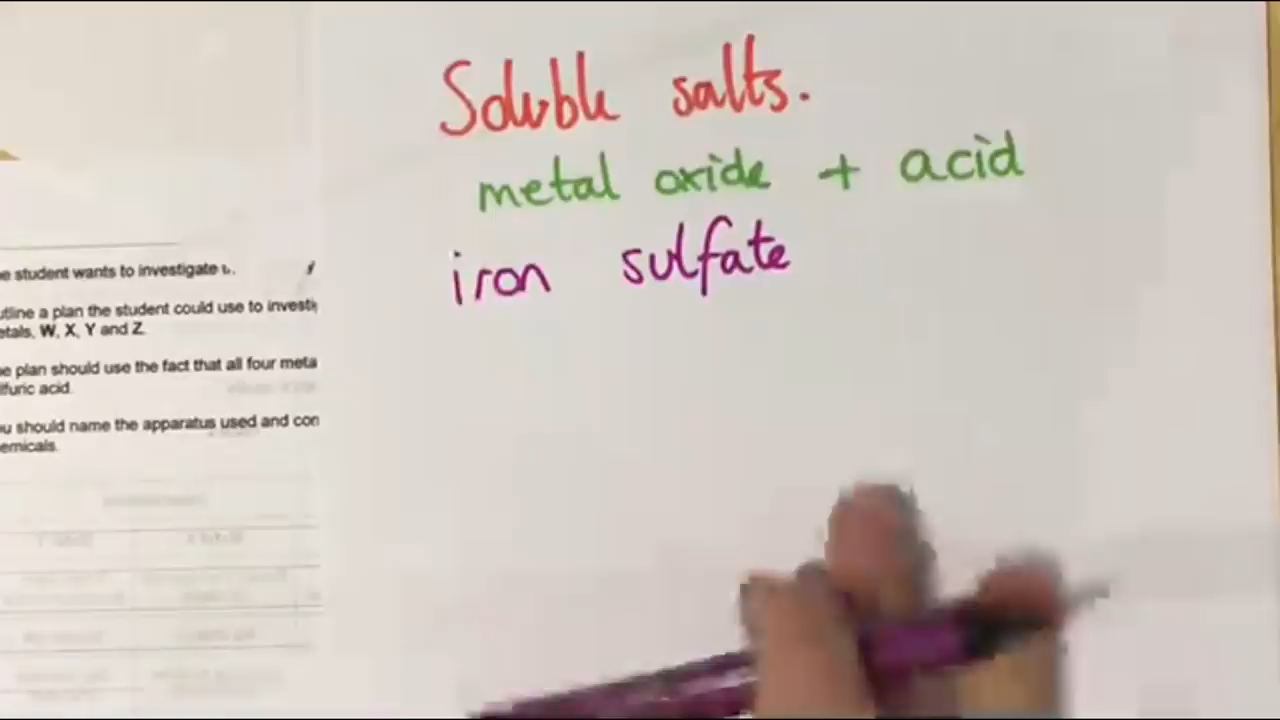 Soluble salts.
metal oxide + acid
iron sulfate
e student wants to investigate
tline a plan the student could use to investi
etals, W, X, Y and Z.
e plan should use the fact that all four meta
lfuric acid.
u should name the apparatus used and con
emicals.